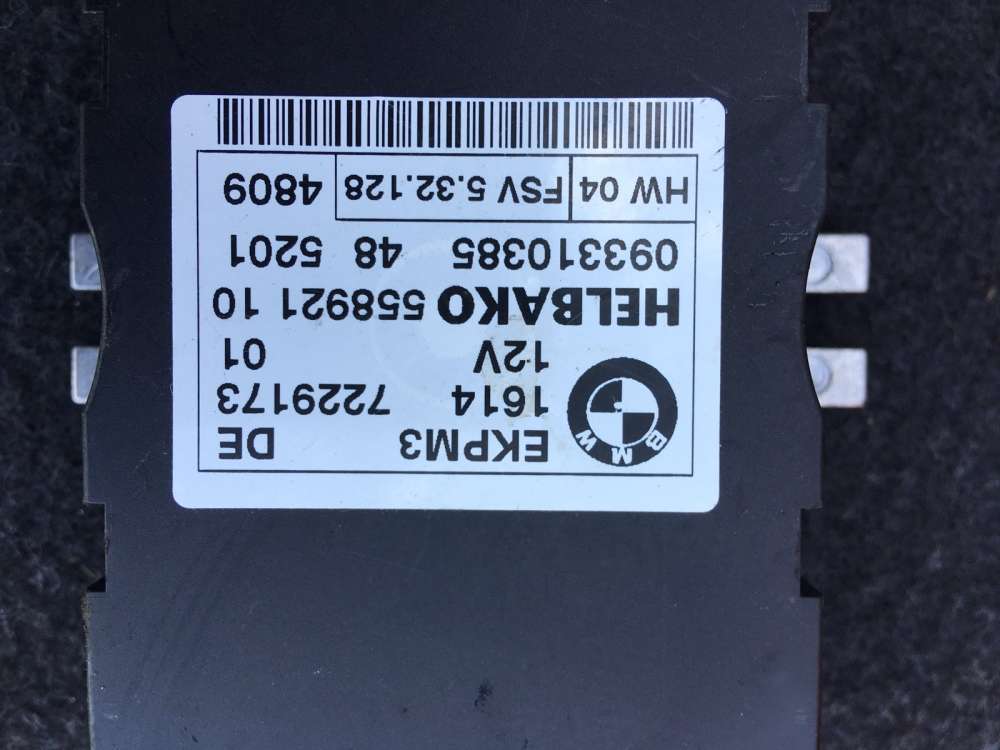 BMW
EKPM3 DE
1614 7229173
12V 01
HELBAKO 558921 10
093310385 48 5201
HW 04 FSV 5.32.128 4809